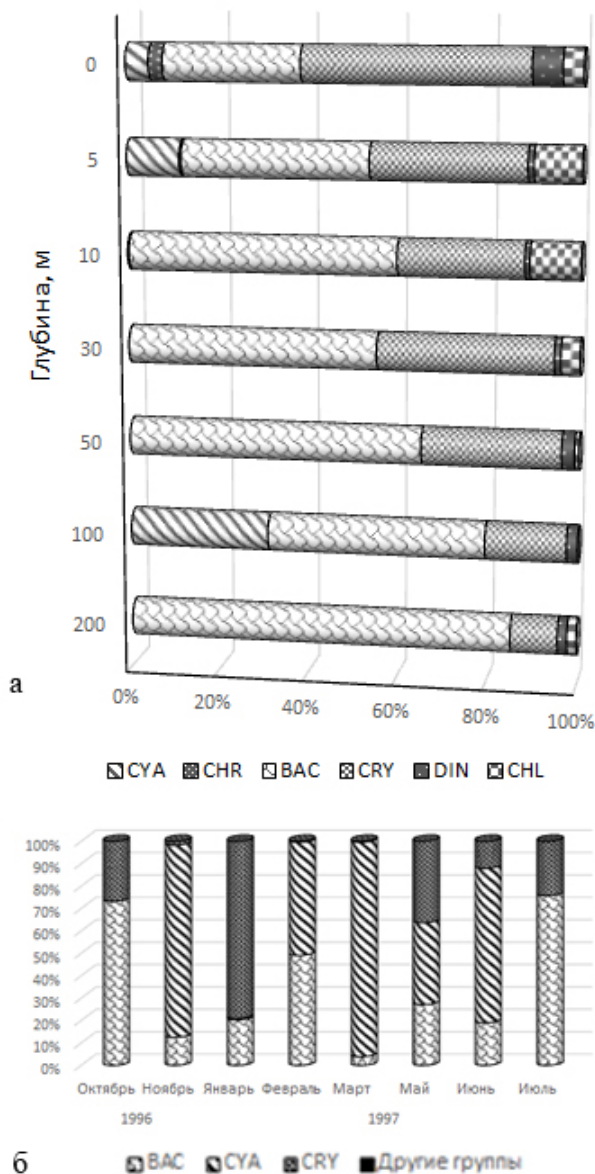 Глубина, м
0
5
10
30
50
100
200
а
0% 20% 40% 60% 80% 100%
CYA CHR BAC CRY DIN CHL
100%
90%
80%
70%
60%
50%
40%
30%
20%
10%
0%
Октябрь Ноябрь Январь Февраль Март Май Июнь Июль
1996 1997
б
BAC CYA CRY Другие группы